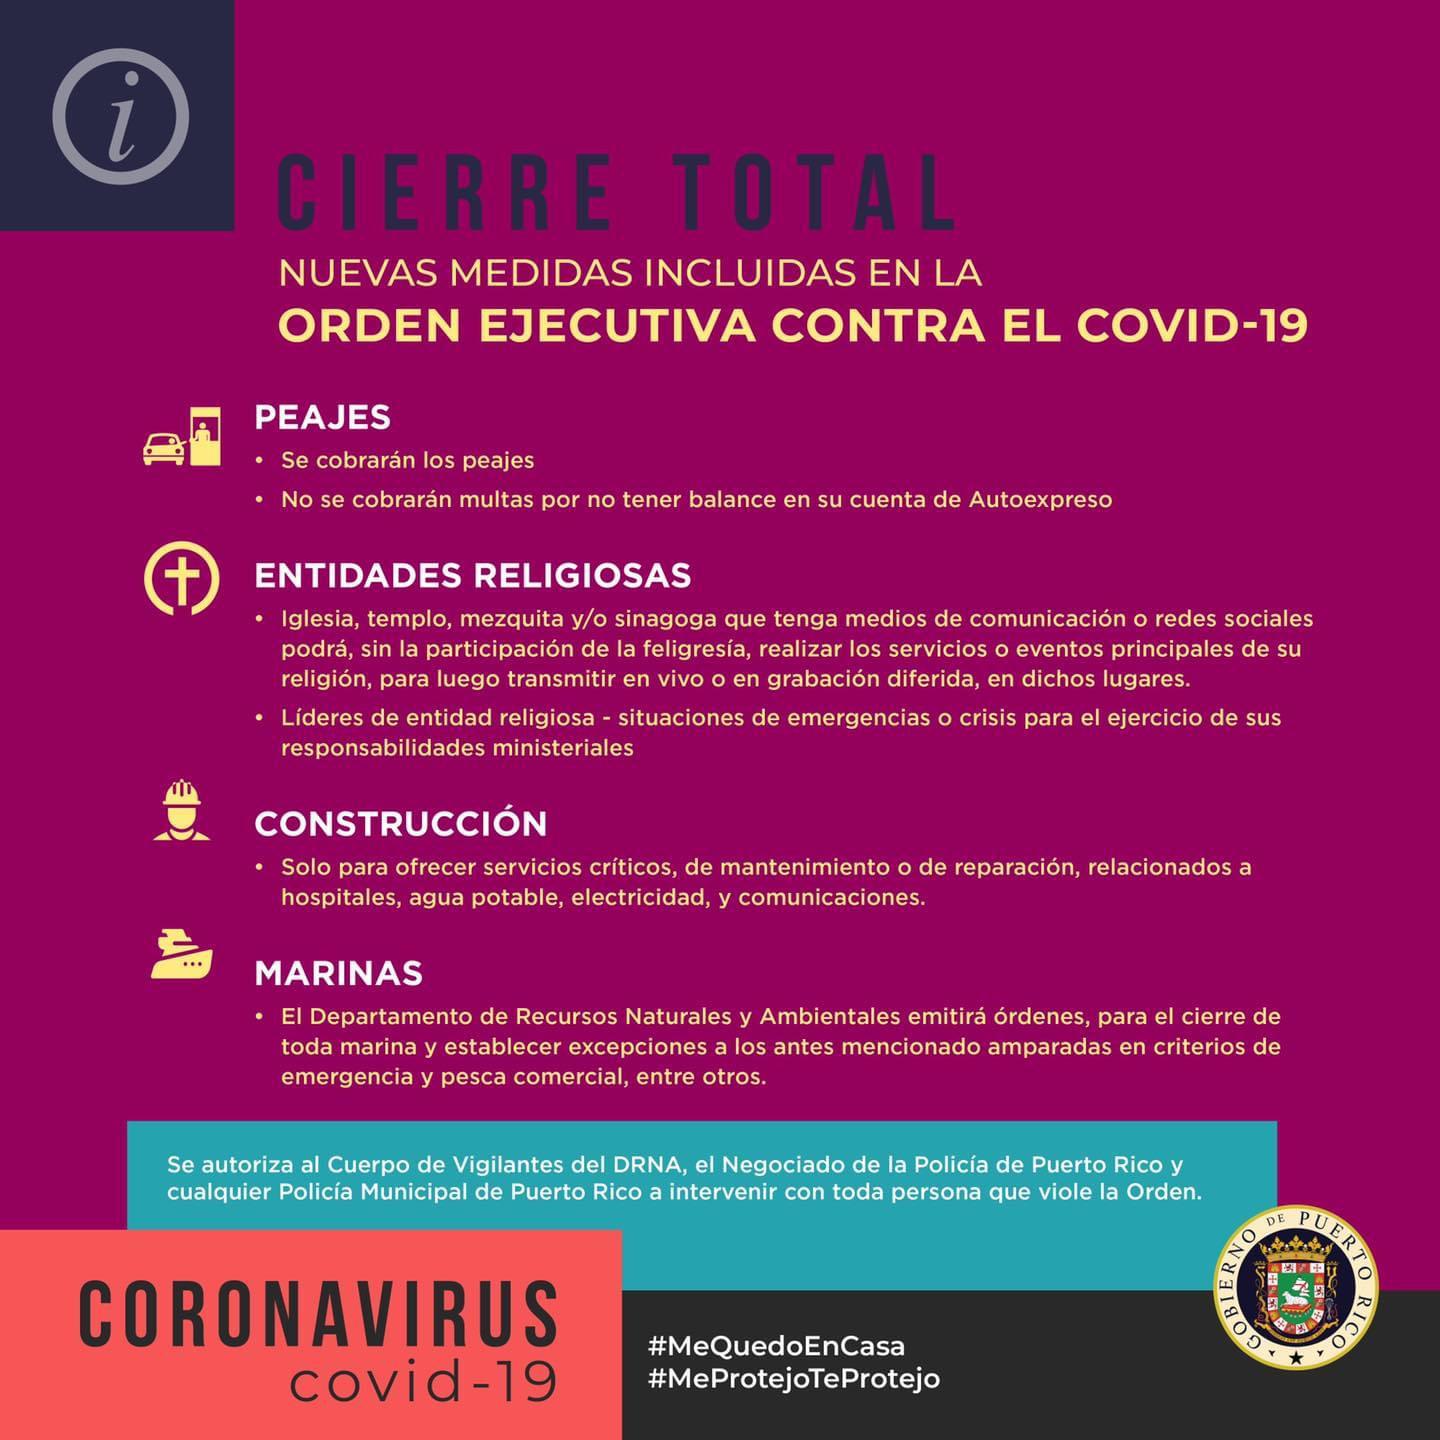 i
CIERRE TOTAL
NUEVAS MEDIDAS INCLUIDAS EN LA
ORDEN EJECUTIVA CONTRA EL COVID-19
PEAJES
• Se cobrarán los peajes
• No se cobrarán multas por no tener balance en su cuenta de Autoexpreso
ENTIDADES RELIGIOSAS
• Iglesia, templo, mezquita y/o sinagoga que tenga medios de comunicación o redes sociales
podrá, sin la participación de la feligresía, realizar los servicios o eventos principales de su
religión, para luego transmitir en vivo o en grabación diferida, en dichos lugares.
• Líderes de entidad religiosa - situaciones de emergencias o crisis para el ejercicio de sus
responsabilidades ministeriales
CONSTRUCCIÓN
• Solo para ofrecer servicios críticos, de mantenimiento o de reparación, relacionados a
hospitales, agua potable, electricidad, y comunicaciones.
MARINAS
• El Departamento de Recursos Naturales y Ambientales emitirá órdenes, para el cierre de
toda marina y establecer excepciones a los antes mencionado amparadas en criterios de
emergencia y pesca comercial, entre otros.
Se autoriza al Cuerpo de Vigilantes del DRNA, el Negociado de la Policía de Puerto Rico y
cualquier Policía Municipal de Puerto Rico a intervenir con toda persona que viole la Orden.
CORONAVIRUS
covid-19
#MeQuedoEnCasa
#MeProtejoTeProtejo
GOBIERNO DE PUERTO RICO